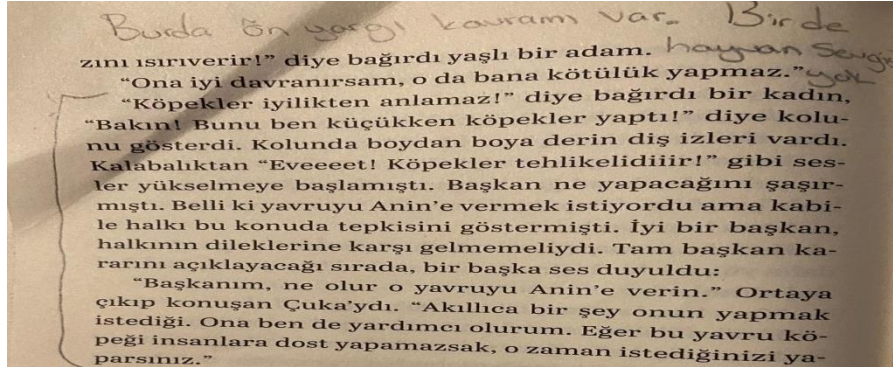 Burda ön yargı kavramı var. Bir de
hayvan sevgisi
yok
zını ısırıverir!” diye bağırdı yaşlı bir adam.
“Ona iyi davranırsam, o da bana kötülük yapmaz.”
“Köpekler iyilikten anlamaz!” diye bağırdı bir kadın,
“Bakın! Bunu ben küçükken köpekler yaptı!” diye kolu-
nu gösterdi. Kolunda boydan boya derin diş izleri vardı.
Kalabalıktan “Eveeeet! Köpekler tehlikelidiiir!” gibi ses-
ler yükselmeye başlamıştı. Başkan ne yapacağını şaşır-
mıştı. Belli ki yavruyu Anin’e vermek istiyordu ama kabi-
le halkı bu konuda tepkisini göstermişti. İyi bir başkan,
halkının dileklerine karşı gelmemeliydi. Tam başkan ka-
rarını açıklayacağı sırada, bir başka ses duyuldu:
“Başkanım, ne olur o yavruyu Anin’e verin.” Ortaya
çıkıp konuşan Çuka’ydı. “Akıllıca bir şey onun yapmak
istediği. Ona ben de yardımcı olurum. Eğer bu yavru kö-
peği insanlara dost yapamazsak, o zaman istediğinizi ya-
parsınız.”